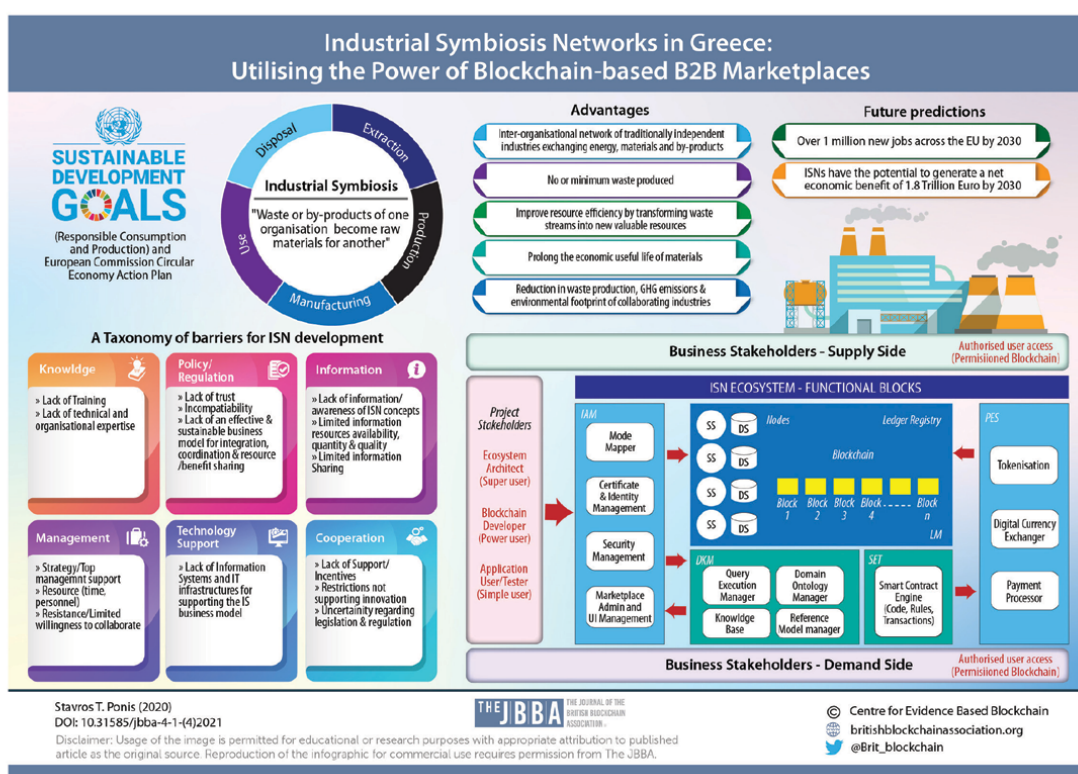 Industrial Symbiosis Networks in Greece:
Utilising the Power of Blockchain-based B2B Marketplaces
SUSTAINABLE
DEVELOPMENT
GOALS
(Responsible Consumption
and Production) and
European Commission Circular
Economy Action Plan
Disposal
Extraction
Production
Manufacturing
Use
Industrial Symbiosis
"Waste or by-products of one
organisation become raw
materials for another"
Advantages
Inter-organisational network of traditionally independent
industries exchanging energy, materials and by-products
No or minimum waste produced
Improve resource efficiency by transforming waste
streams into new valuable resources
Prolong the economic useful life of materials
Reduction in waste production, GHG emissions &
environmental footprint of collaborating industries
Future predictions
Over 1 million new jobs across the EU by 2030
ISNs have the potential to generate a net
economic benefit of 1.8 Trillion Euro by 2030
A Taxonomy of barriers for ISN development
Knowldge
» Lack of Training
» Lack of technical and
organisational expertise
Policy/
Regulation
» Lack of trust
» Incompatiability
» Lack of an effective &
sustainable business
model for integration,
coordination & resource
/benefit sharing
Information
» Lack of information/
awareness of ISN concepts
» Limited information
resources availability,
quantity & quality
» Limited information
Sharing
Management
» Strategy/Top
managemnt support
» Resource (time,
personnel)
» Resistance/Limited
willingness to collaborate
Technology
Support
» Lack of Information
Systems and IT
infrastructures for
supporting the IS
business model
Cooperation
» Lack of Support/
Incentives
» Restrictions not
supporting innovation
» Uncertainity regarding
legislation & regulation
Business Stakeholders - Supply Side
Authorised user access
(Permisiioned Blockchain)
Project
Stakeholders
Ecosystem
Architect
(Super user)
Blockchain
Developer
(Power user)
Application
User/Tester
(Simple user)
ISN ECOSYSTEM - FUNCTIONAL BLOCKS
IAM
Mode
Mapper
Certificate
& Identity
Management
Security
Management
Marketplace
Admin and
UI Management
SS DS
SS DS
SS DS
SS DS
Nodes
Ledger Registry
Blockchain
Block
1
Block
2
Block
3
Block
4
Block
n
LM
DKM
Query
Execution
Manager
Domain
Ontology
Manager
Knowledge
Base
Reference
Model manager
SET
Smart Contract
Engine
(Code, Rules,
Transactions)
PES
Tokenisation
Digital Currency
Exchanger
Payment
Processor
Business Stakeholders - Demand Side
Authorised user access
(Permisiioned Blockchain)
Stavros T. Ponis (2020)
DOI: 10.31585/jbba-4-1-(4)2021
THE JBBA
THE JOURNAL OF THE
BRITISH BLOCKCHAIN
ASSOCIATION
© Centre for Evidence Based Blockchain
britishblockchainassociation.org
@Brit_blockchain
Disclaimer: Usage of the image is permitted for educational or research purposes with appropriate attribution to published
article as the original source. Reproduction of the infographic for commercial use requires permission from The JBBA.